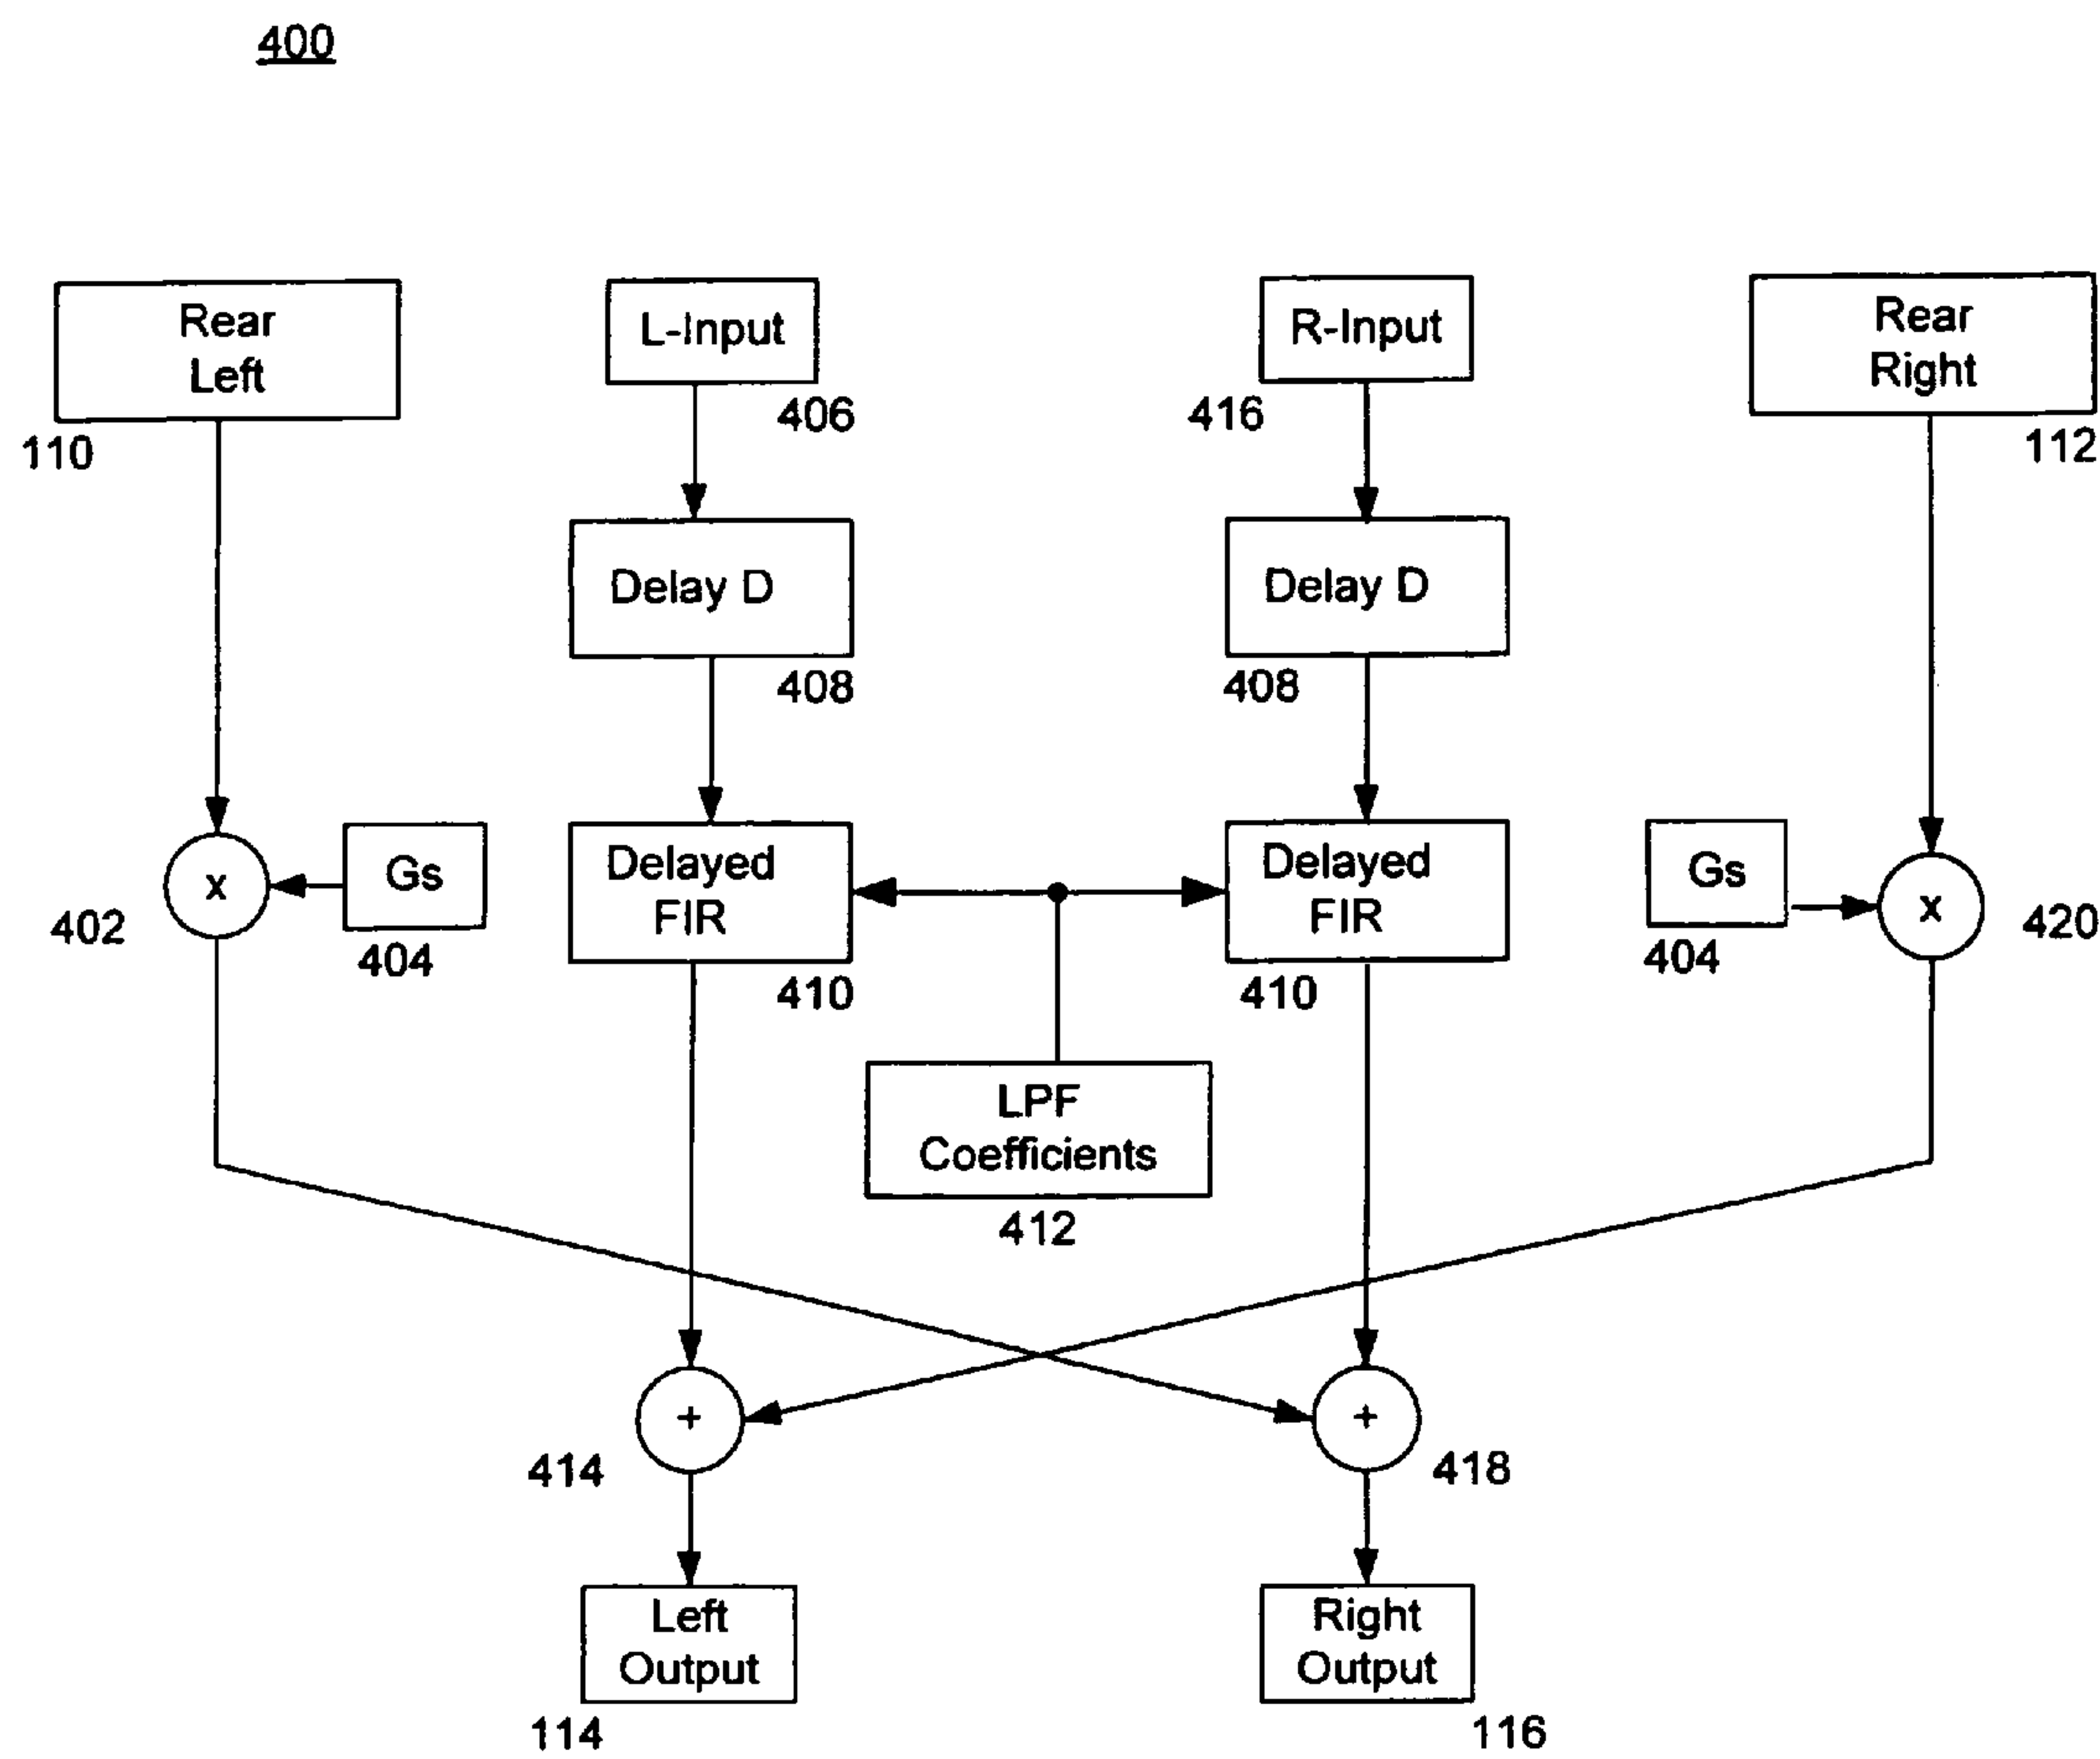 400
Rear
Left
110
L-Input
406
R-Input
416
Rear
Right
112
Delay D
408
Delay D
408
x
402
Gs
404
Delayed
FIR
410
Delayed
FIR
410
Gs
404
x
420
LPF
Coefficients
412
+
414
+
418
Left
Output
114
Right
Output
116